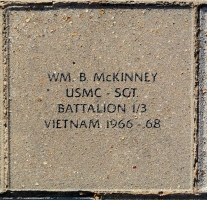 WM. B. McKINNEY
USMC - SGT.
BATTALION 1/3
VIETNAM 1966 - 68